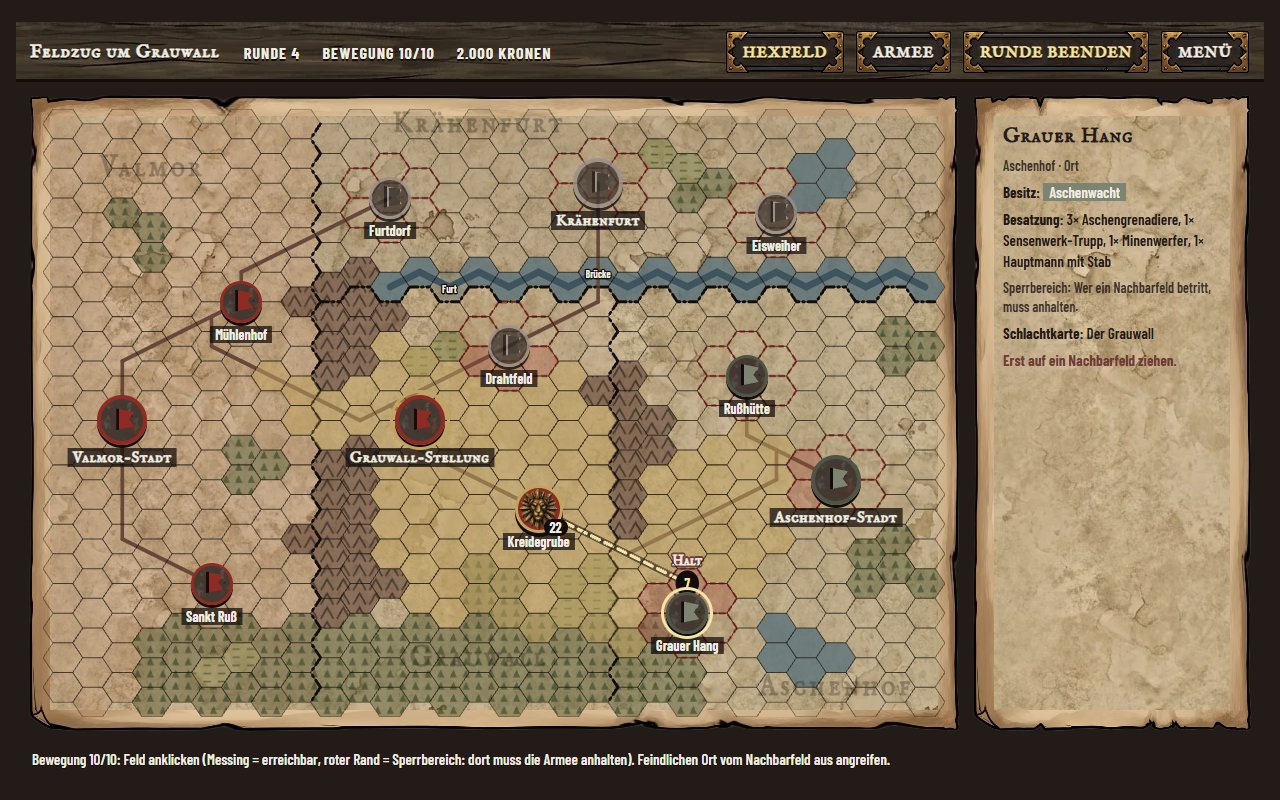 Feldzug um Grauwall
RUNDE 4
BEWEGUNG 10/10
2.000 KRONEN
HEXFELD
ARMEE
RUNDE BEENDEN
MENÜ
Krähenfurt
Valmor
Furtdorf
Krähenfurt
Eisweiher
Brücke
Furt
Mühlenhof
Drahtfeld
Rußhütte
Valmor-Stadt
Grauwall-Stellung
Aschenhof-Stadt
22
Kreidegrube
Halt
7
Sankt Ruß
Grauer Hang
Grauwall
Aschenhof
Grauer Hang
Aschenhof · Ort
Besitz: Aschenwacht
Besatzung: 3× Aschengrenadiere, 1×
Sensenwerk-Trupp, 1× Minenwerfer, 1×
Hauptmann mit Stab
Sperrbereich: Wer ein Nachbarfeld betritt,
muss anhalten.
Schlachtkarte: Der Grauwall
Erst auf ein Nachbarfeld ziehen.
Bewegung 10/10: Feld anklicken (Messing = erreichbar, roter Rand = Sperrbereich: dort muss die Armee anhalten). Feindlichen Ort vom Nachbarfeld aus angreifen.